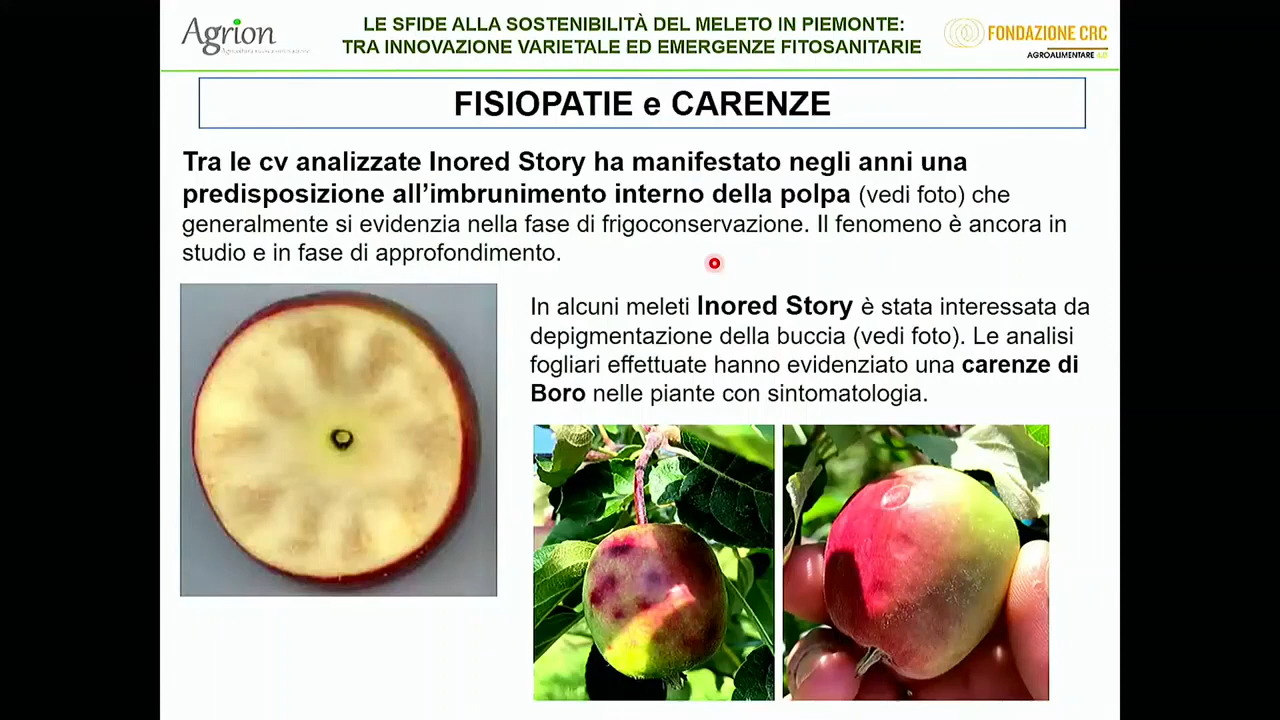 Agrion
LE SFIDE ALLA SOSTENIBILITÀ DEL MELETO IN PIEMONTE:
TRA INNOVAZIONE VARIETALE ED EMERGENZE FITOSANITARIE
FONDAZIONE CRC
AGROALIMENTARE 4.0
FISIOPATIE e CARENZE
Tra le cv analizzate Inored Story ha manifestato negli anni una
predisposizione all’imbrunimento interno della polpa (vedi foto) che
generalmente si evidenzia nella fase di frigoconservazione. Il fenomeno è ancora in
studio e in fase di approfondimento.
In alcuni meleti Inored Story è stata interessata da
depigmentazione della buccia (vedi foto). Le analisi
fogliari effettuate hanno evidenziato una carenze di
Boro nelle piante con sintomatologia.